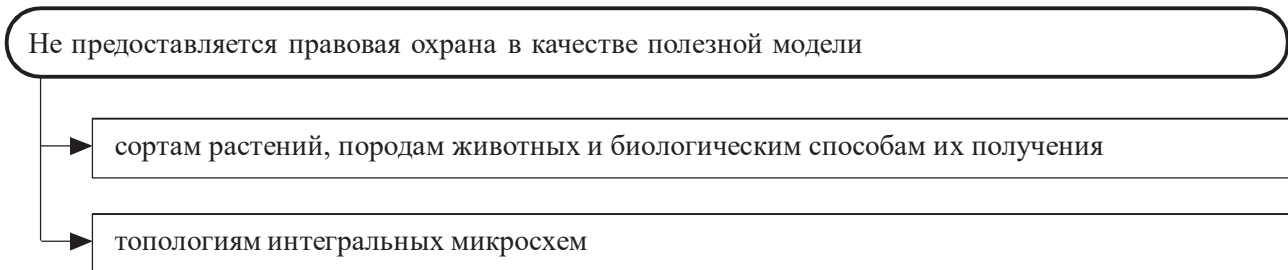 Не предоставляется правовая охрана в качестве полезной модели
сортам растений, породам животных и биологическим способам их получения
топологиям интегральных микросхем